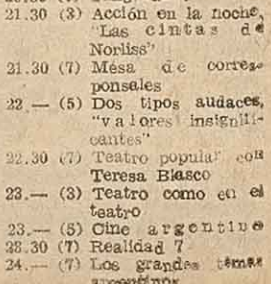 21.30 (3) Acción en la noche,
"Las cintas de
Norliss"
21.30 (7) Mesa de corres-
ponsales
22.— (5) Dos tipos audaces,
"valores insignifi-
cantes"
22.30 (7) Teatro popular con
Teresa Blasco
23.— (3) Teatro como en el
teatro
23.— (5) Cine argentino
23.30 (7) Realidad 7
24.— (7) Los grandes temas
argentinos